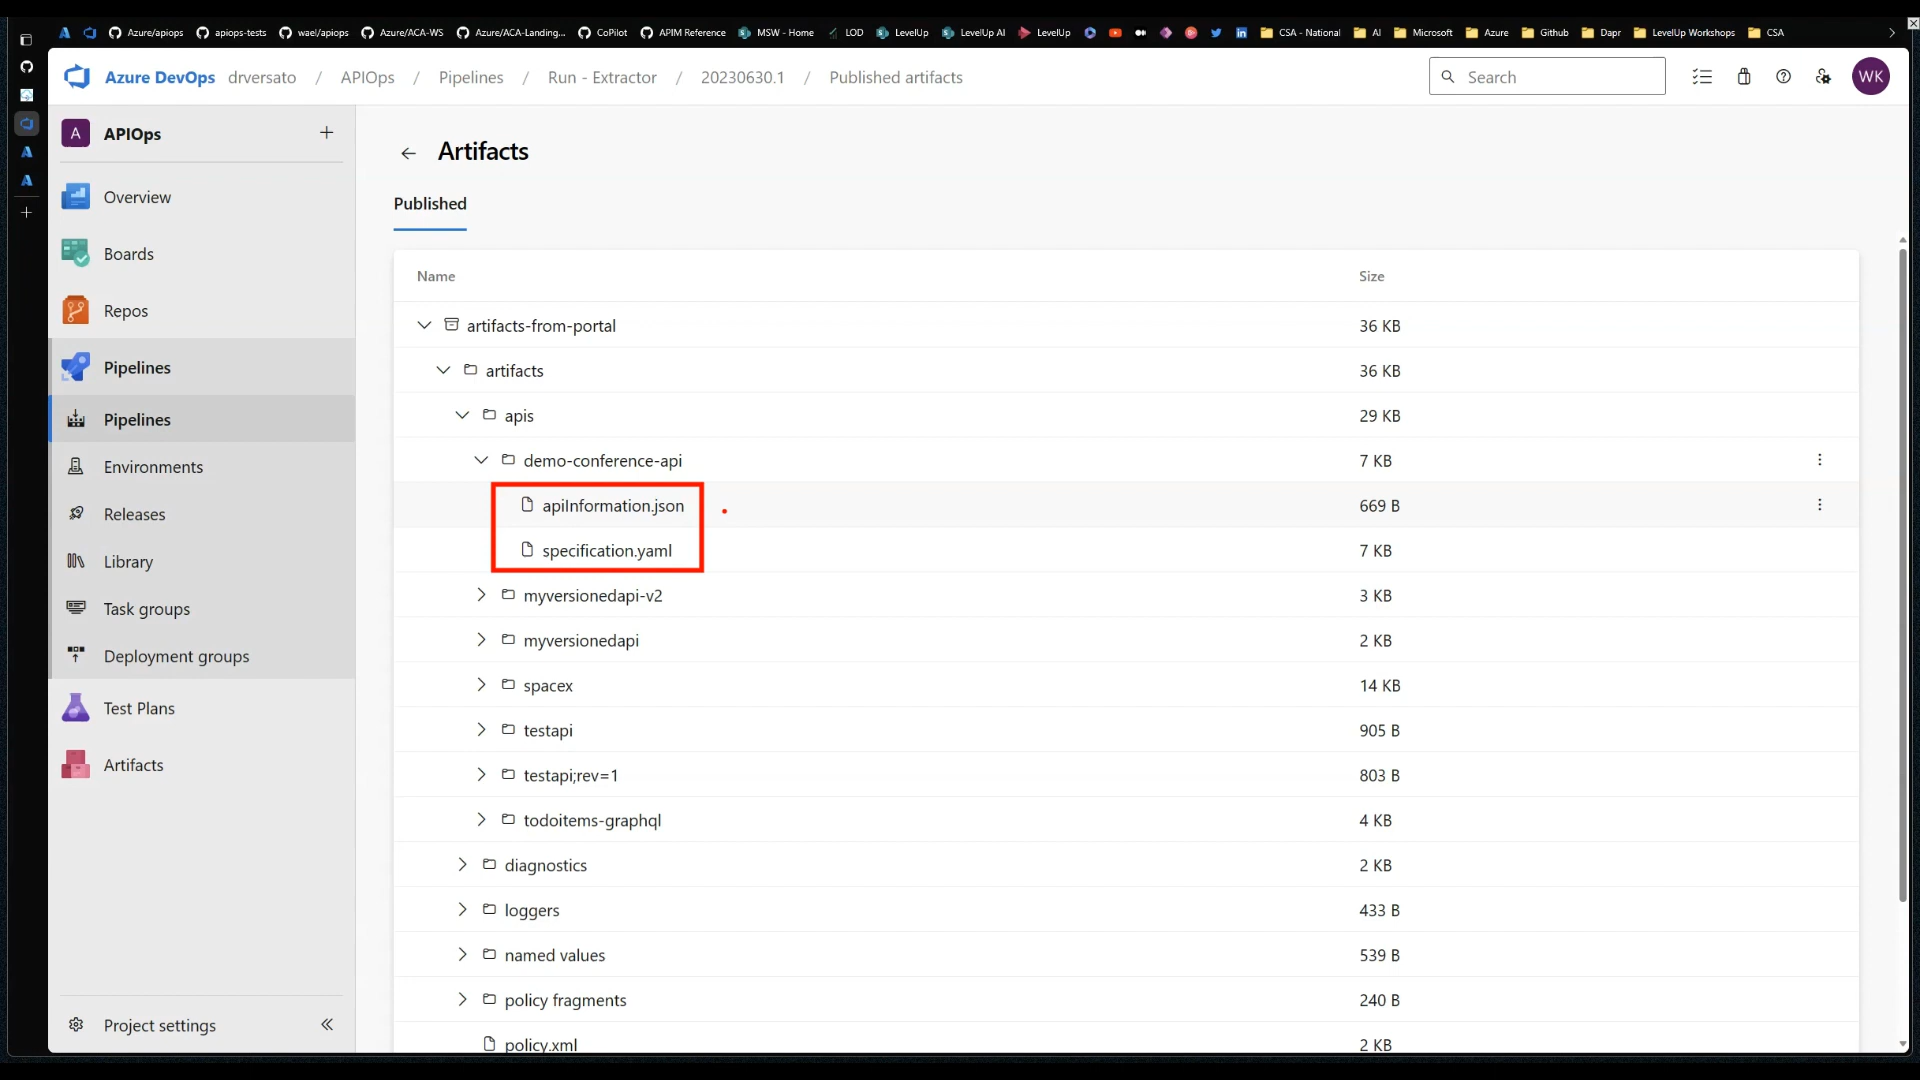 Azure/apiops apiops-tests wael/apiops Azure/ACA-WS Azure/ACA-Landing... CoPilot APIM Reference MSW - Home LOD LevelUp LevelUp AI LevelUp CSA - National AI Microsoft Azure Github Dapr LevelUp Workshops CSA
Azure DevOps drversato / APIOps / Pipelines / Run - Extractor / 20230630.1 / Published artifacts
Search
WK
A APIOps +
Overview
Boards
Repos
Pipelines
Pipelines
Environments
Releases
Library
Task groups
Deployment groups
Test Plans
Artifacts
Project settings
Artifacts
Published
Name Size
artifacts-from-portal 36 KB
artifacts 36 KB
apis 29 KB
demo-conference-api 7 KB
apiInformation.json 669 B
specification.yaml 7 KB
myversionedapi-v2 3 KB
myversionedapi 2 KB
spacex 14 KB
testapi 905 B
testapi;rev=1 803 B
todoitems-graphql 4 KB
diagnostics 2 KB
loggers 433 B
named values 539 B
policy fragments 240 B
policy.xml 2 KB